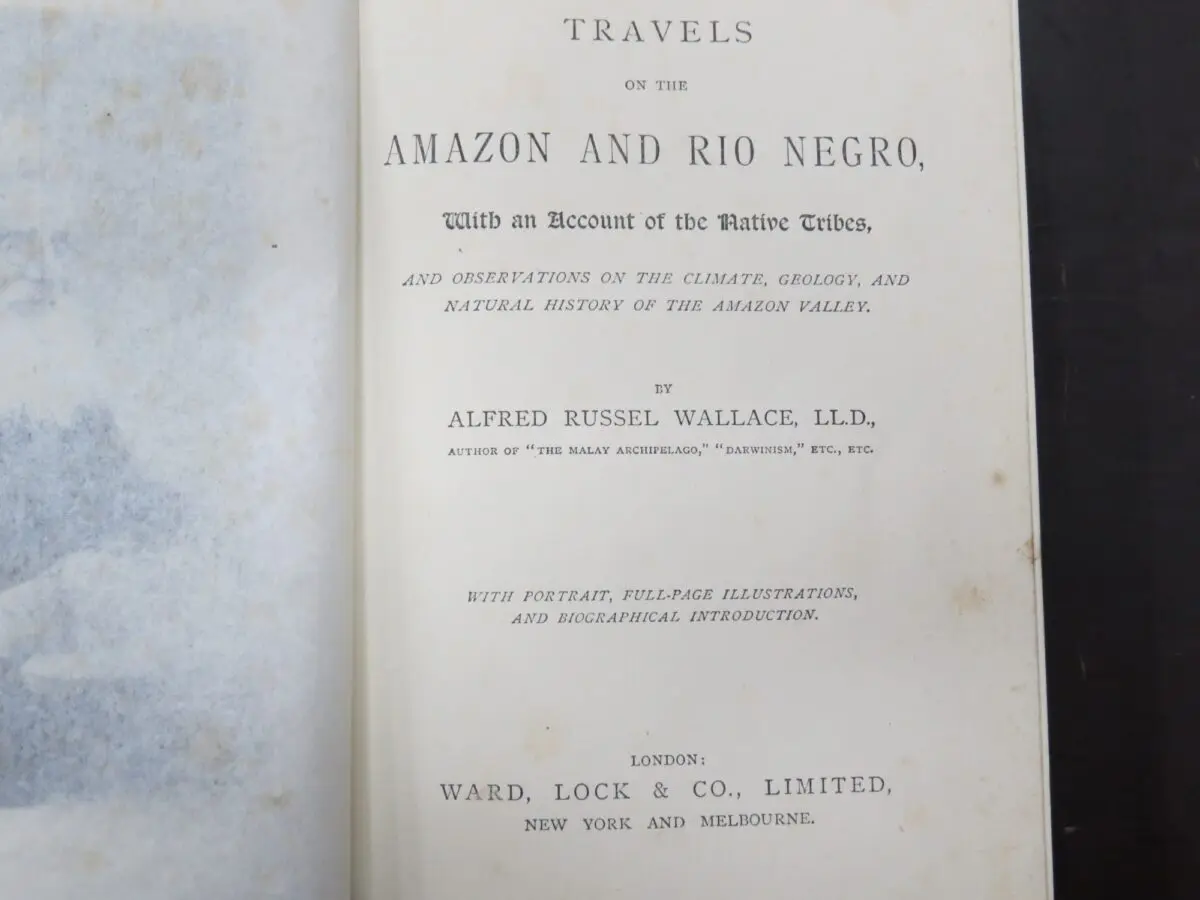 TRAVELS
ON THE
AMAZON AND RIO NEGRO,
With an Account of the Native Tribes,
AND OBSERVATIONS ON THE CLIMATE, GEOLOGY, AND
NATURAL HISTORY OF THE AMAZON VALLEY.
BY
ALFRED RUSSEL WALLACE, LL.D.,
AUTHOR OF "THE MALAY ARCHIPELAGO," "DARWINISM," ETC., ETC.
WITH PORTRAIT, FULL-PAGE ILLUSTRATIONS,
AND BIOGRAPHICAL INTRODUCTION.
LONDON:
WARD, LOCK & CO., LIMITED,
NEW YORK AND MELBOURNE.